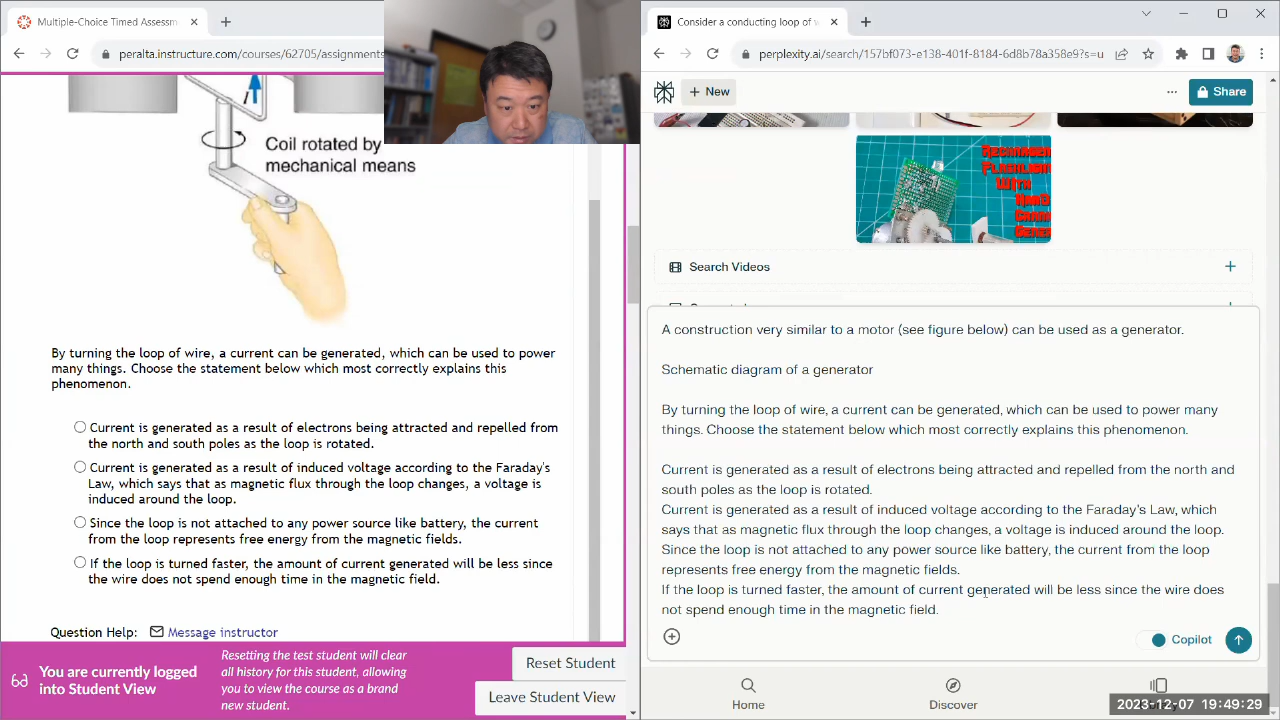 Multiple-Choice Timed Assessm
peralta.instructure.com/courses/62705/assignments
Coil rotated by
mechanical means
By turning the loop of wire, a current can be generated, which can be used to power
many things. Choose the statement below which most correctly explains this
phenomenon.
Current is generated as a result of electrons being attracted and repelled from
the north and south poles as the loop is rotated.
Current is generated as a result of induced voltage according to the Faraday's
Law, which says that as magnetic flux through the loop changes, a voltage is
induced around the loop.
Since the loop is not attached to any power source like battery, the current
from the loop represents free energy from the magnetic fields.
If the loop is turned faster, the amount of current generated will be less since
the wire does not spend enough time in the magnetic field.
Question Help: Message instructor
You are currently logged
into Student View
Resetting the test student will clear
all history for this student, allowing
you to view the course as a brand
new student.
Reset Student
Leave Student View
Consider a conducting loop of
perplexity.ai/search/157bf073-e138-401f-8184-6d8b78a358e9?s=u
New
Share
Flashlight
With
Search Videos
A construction very similar to a motor (see figure below) can be used as a generator.
Schematic diagram of a generator
By turning the loop of wire, a current can be generated, which can be used to power many
things. Choose the statement below which most correctly explains this phenomenon.
Current is generated as a result of electrons being attracted and repelled from the north and
south poles as the loop is rotated.
Current is generated as a result of induced voltage according to the Faraday's Law, which
says that as magnetic flux through the loop changes, a voltage is induced around the loop.
Since the loop is not attached to any power source like battery, the current from the loop
represents free energy from the magnetic fields.
If the loop is turned faster, the amount of current generated will be less since the wire does
not spend enough time in the magnetic field.
Copilot
Home
Discover
2023-12-07 19:49:29